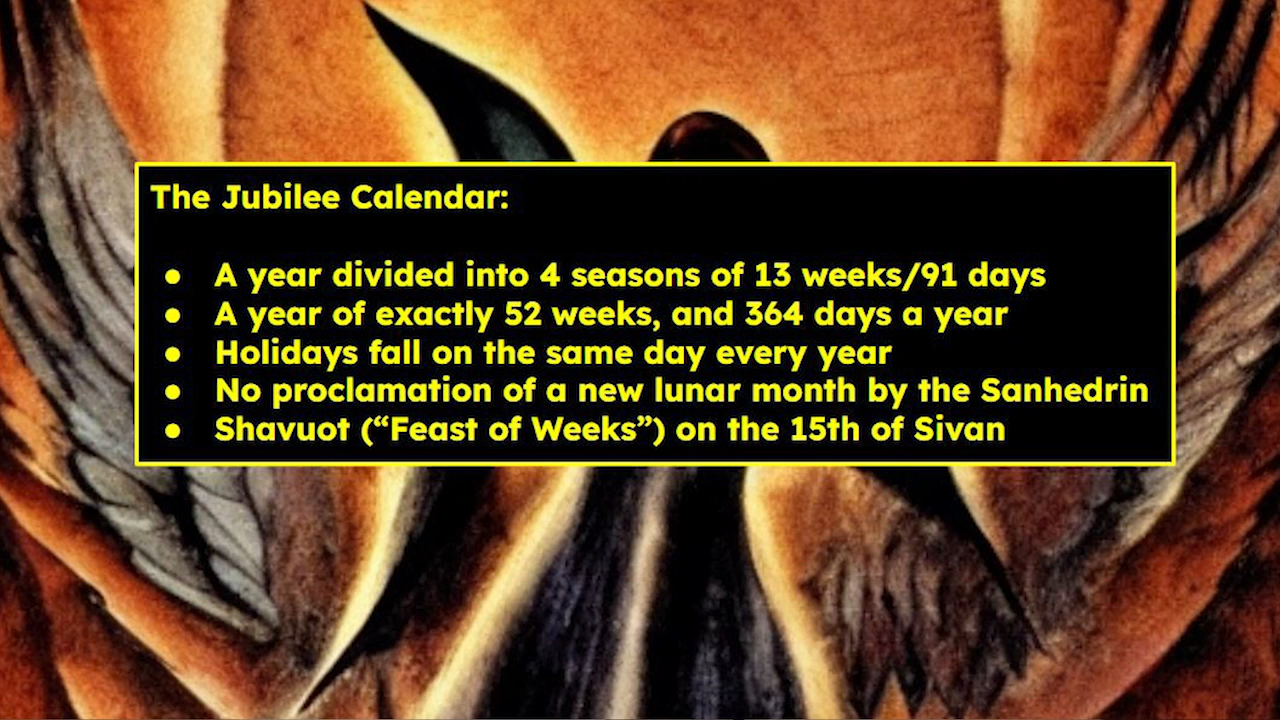 The Jubilee Calendar:
● A year divided into 4 seasons of 13 weeks/91 days
● A year of exactly 52 weeks, and 364 days a year
● Holidays fall on the same day every year
● No proclamation of a new lunar month by the Sanhedrin
● Shavuot (“Feast of Weeks”) on the 15th of Sivan